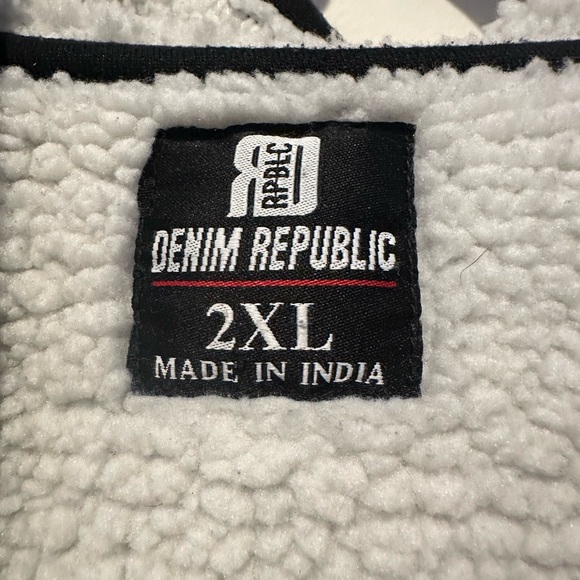 RPBLC
DENIM REPUBLIC
2XL
MADE IN INDIA